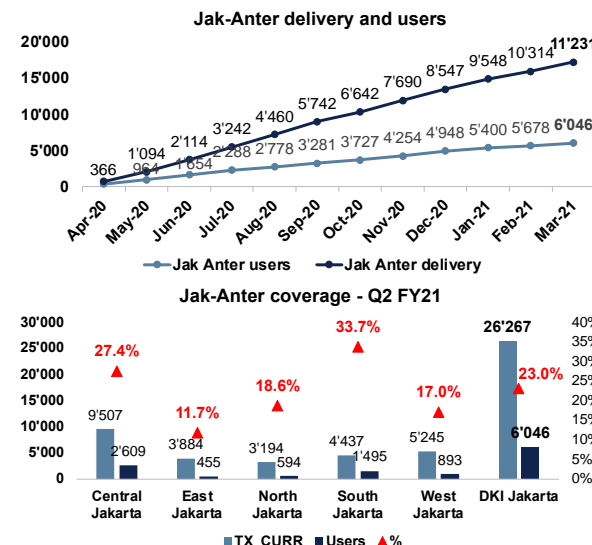 Jak-Anter delivery and users
20'000
15'000
10'000
5'000
0
366
1'094
2'114
3'242
4'460
5'742
6'642
7'690
8'547
9'548
10'314
11'231
964
1'654
2'288
2'778
3'281
3'727
4'254
4'948
5'400
5'678
6'046
Apr-20
May-20
Jun-20
Jul-20
Aug-20
Sep-20
Oct-20
Nov-20
Dec-20
Jan-21
Feb-21
Mar-21
Jak Anter users
Jak Anter delivery
Jak-Anter coverage - Q2 FY21
30'000
25'000
20'000
15'000
10'000
5'000
0
40%
35%
30%
25%
20%
15%
10%
5%
0%
27.4%
11.7%
18.6%
33.7%
17.0%
23.0%
9'507
2'609
3'884
455
3'194
594
4'437
1'495
5'245
893
26'267
6'046
Central Jakarta
East Jakarta
North Jakarta
South Jakarta
West Jakarta
DKI Jakarta
TX_CURR
Users
%